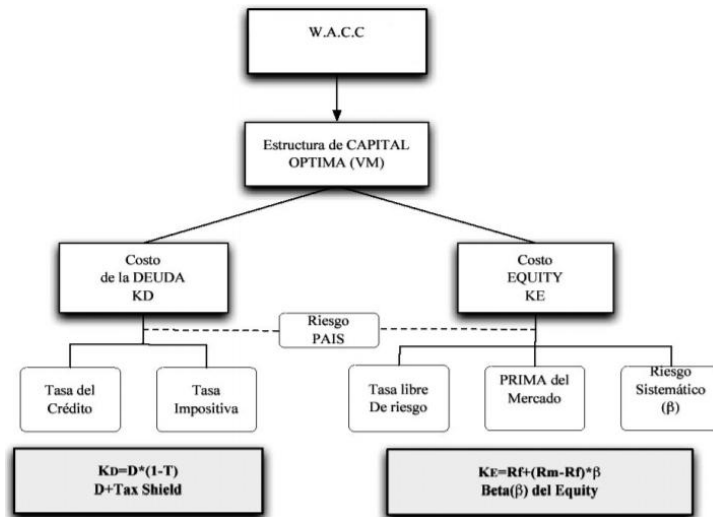 W.A.C.C
Estructura de CAPITAL
OPTIMA (VM)
Costo
de la DEUDA
KD
Costo
EQUITY
KE
Riesgo
PAIS
Tasa del
Crédito
Tasa
Impositiva
Tasa libre
De riesgo
PRIMA del
Mercado
Riesgo
Sistemático
(β)
KD=D*(1-T)
D+Tax Shield
KE=Rf+(Rm-Rf)*β
Beta(β) del Equity